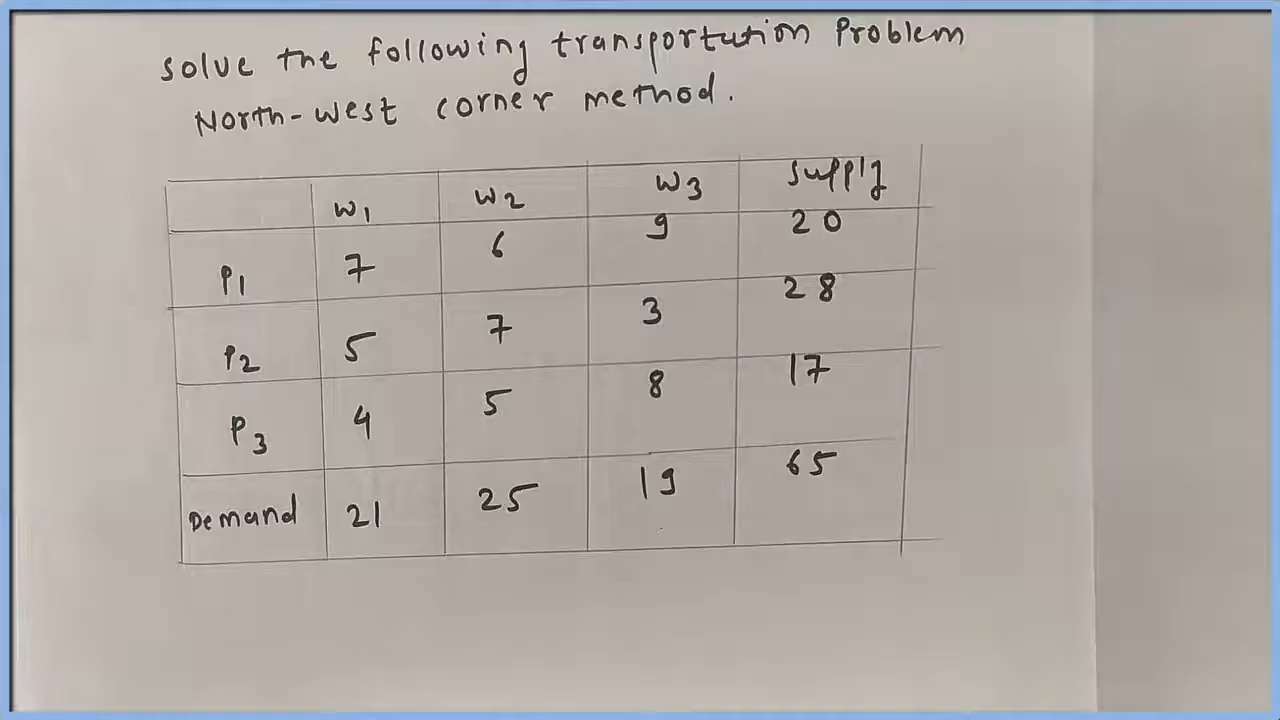 solve the following transportution Problem
North-west corner method.
W1 W2 W3 supply
P1 7 6 9 20
P2 5 7 3 28
P3 4 5 8 17
Demand 21 25 19 65